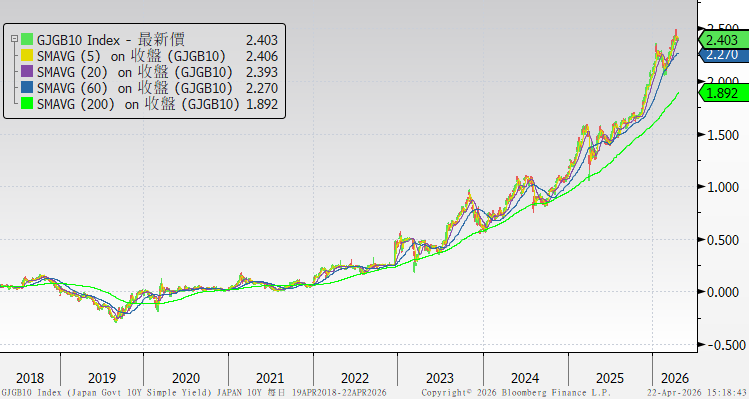 GJGB10 Index - 最新價 2.403
SMAVG (5) on 收盤 (GJGB10) 2.406
SMAVG (20) on 收盤 (GJGB10) 2.393
SMAVG (60) on 收盤 (GJGB10) 2.270
SMAVG (200) on 收盤 (GJGB10) 1.892
2.500
2.403
2.270
2.000
1.892
1.500
1.000
0.500
0.000
-0.500
2018 2019 2020 2021 2022 2023 2024 2025 2026
GJGB10 Index (Japan Govt 10Y Simple Yield) JAPAN 10Y 每日 19APR2018-22APR2026 Copyright© 2026 Bloomberg Finance L.P. 22-Apr-2026 15:18:43